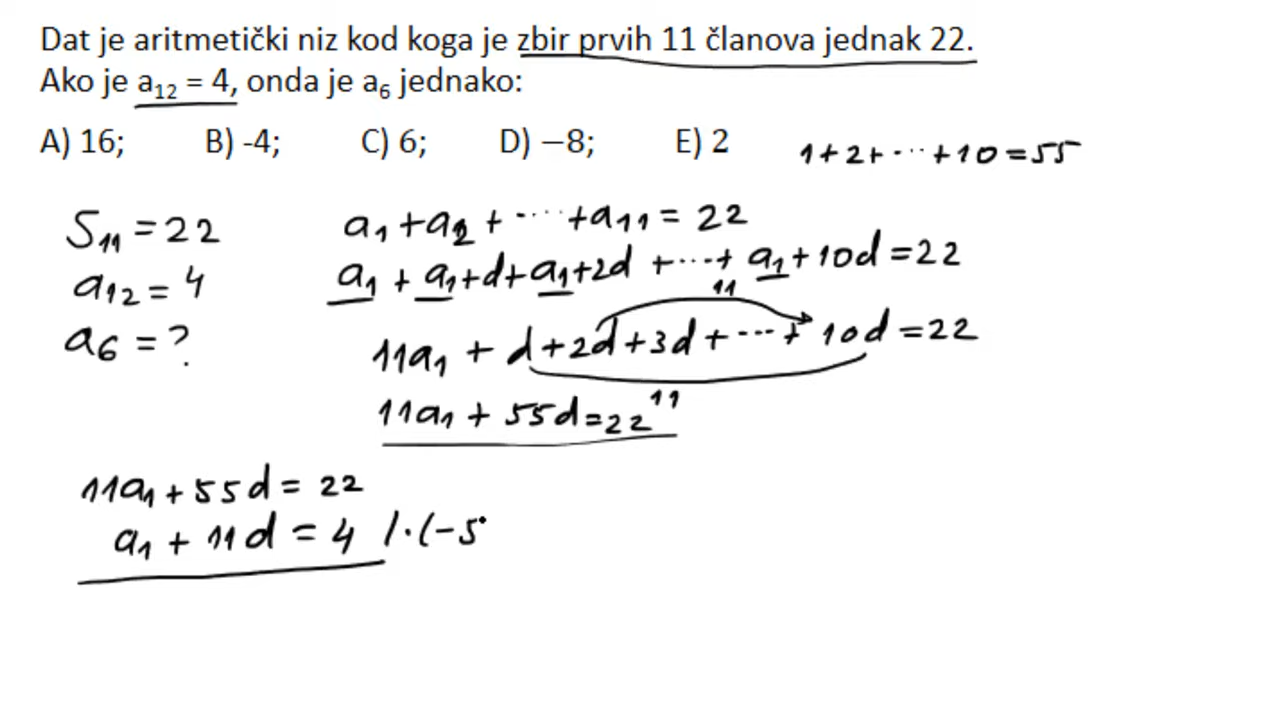 Dat je aritmetički niz kod koga je zbir prvih 11 članova jednak 22.
Ako je a₁₂ = 4, onda je a₆ jednako:
A) 16; B) -4; C) 6; D) −8; E) 2
1+2+...+10=55
S₁₁ = 22
a₁₂ = 4
a₆ = ?
a₁+a₂+...+a₁₁ = 22
a₁+a₁+d+a₁+2d+...+a₁+10d=22
11
11a₁+d+2d+3d+...+10d=22
11
11a₁+55d=22
11a₁+55d=22
a₁+11d=4 /·(-5